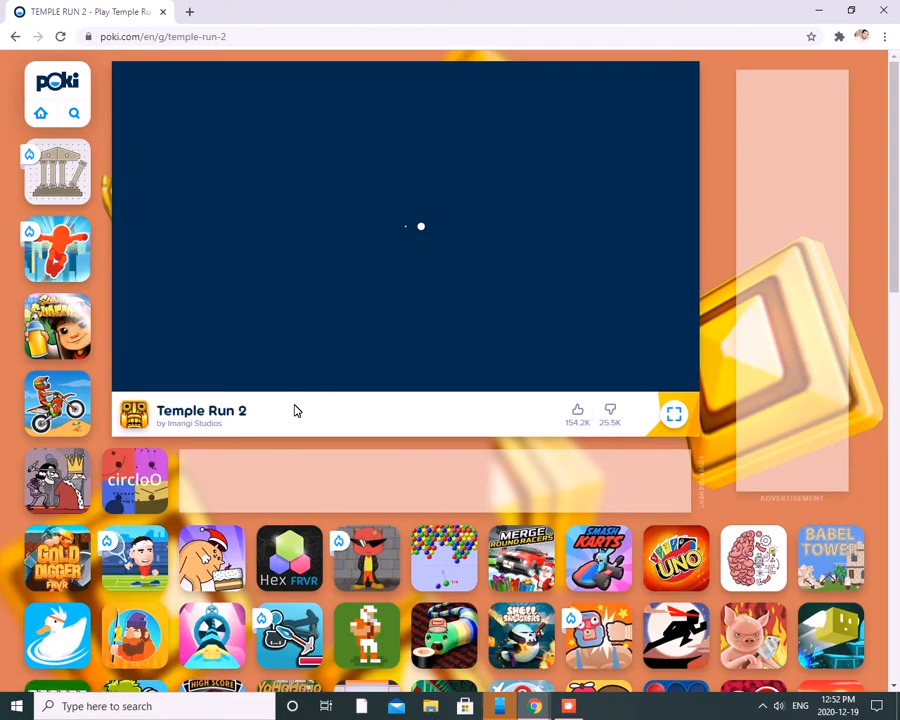 TEMPLE RUN 2 - Play Temple Ru
poki.com/en/g/temple-run-2
poki
Temple Run 2
by Imangi Studios
154.2K
25.5K
circloO
ADVERTISEMENT
ADVERTISEMENT
GOLD DIGGER FRVR
Hex FRVR
MERGE ROUND RACERS
SMASH KARTS
UNO
BABEL TOWER
SHELL SHOCKERS
HIGH SCORE
Type here to search
ENG
12:52 PM
2020-12-19